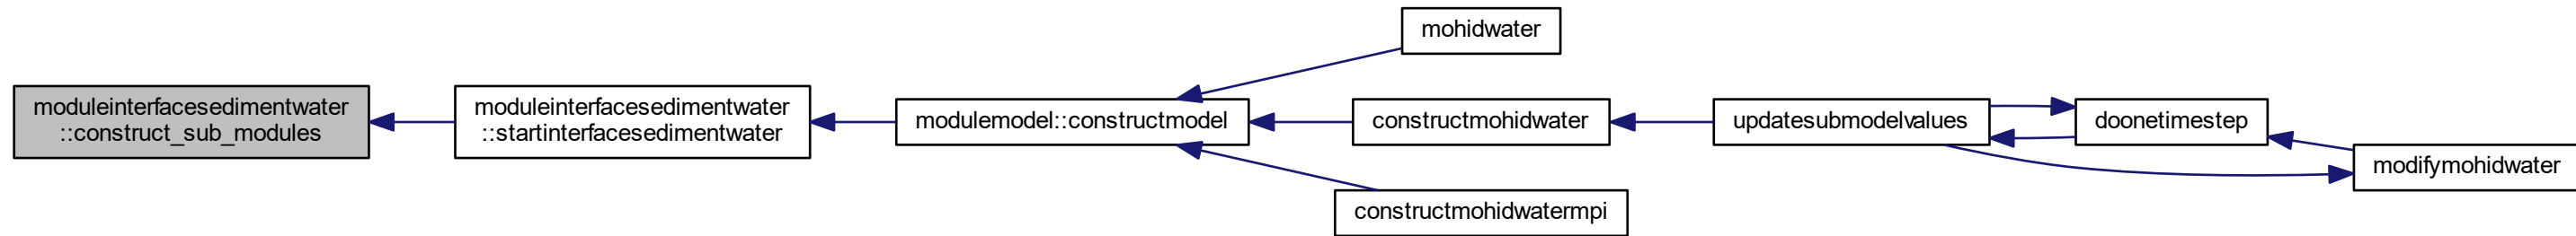 moduleinterfacesedimentwater
::construct_sub_modules
moduleinterfacesedimentwater
::startinterfacesedimentwater
modulemodel::constructmodel
mohidwater
constructmohidwater
constructmohidwatermpi
updatesubmodelvalues
doonetimestep
modifymohidwater